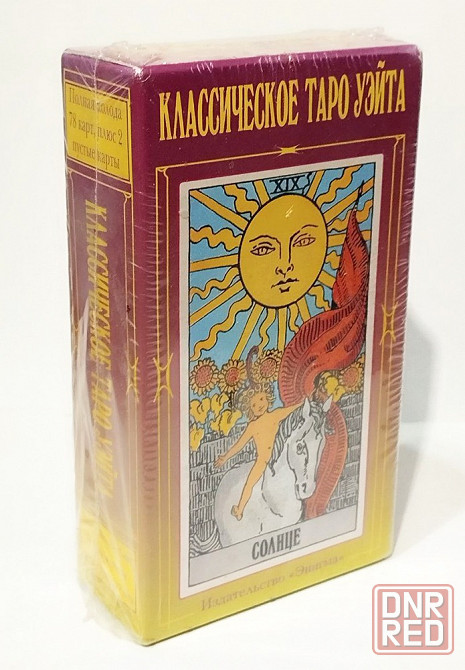 Полная колода
78 карт, плюс 2
пустые карты
КЛАССИЧЕСКОЕ ТАРО УЭЙТА
КЛАССИЧЕСКОЕ ТАРО УЭЙТА
XIX
СОЛНЦЕ
Издательство «Энигма»
DNR
RED